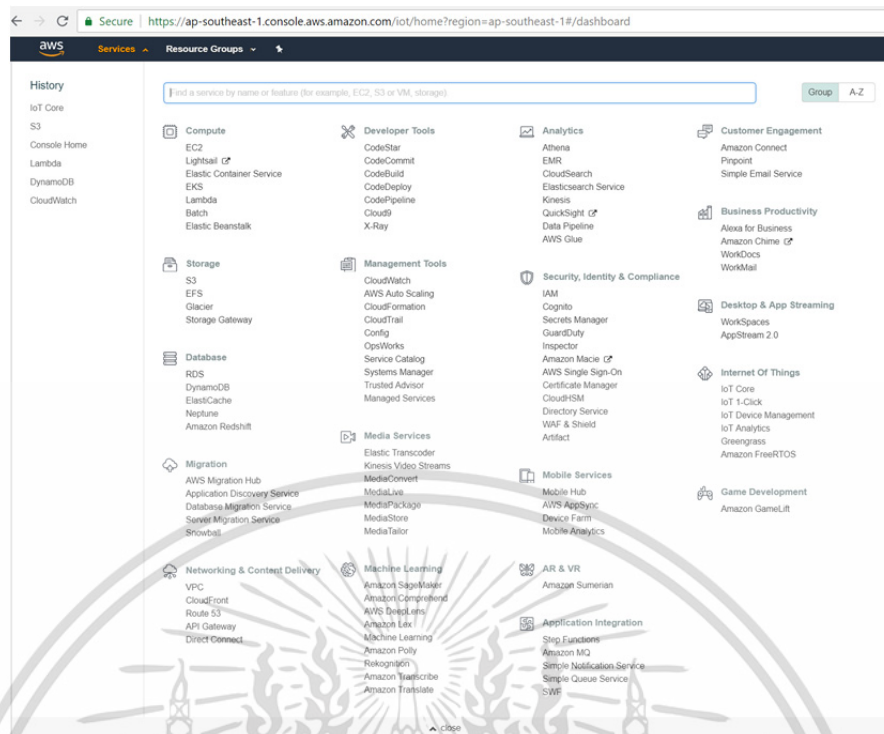 Secure | https://ap-southeast-1.console.aws.amazon.com/iot/home?region=ap-southeast-1#/dashboard
aws Services Resource Groups
History
IoT Core
S3
Console Home
Lambda
DynamoDB
CloudWatch
Find a service by name or feature (for example, EC2, S3 or VM, storage)
Group A-Z
Compute
EC2
Lightsail
Elastic Container Service
EKS
Lambda
Batch
Elastic Beanstalk
Storage
S3
EFS
Glacier
Storage Gateway
Database
RDS
DynamoDB
ElastiCache
Neptune
Amazon Redshift
Migration
AWS Migration Hub
Application Discovery Service
Database Migration Service
Server Migration Service
Snowball
Networking & Content Delivery
VPC
CloudFront
Route 53
API Gateway
Direct Connect
Developer Tools
CodeStar
CodeCommit
CodeBuild
CodeDeploy
CodePipeline
Cloud9
X-Ray
Management Tools
CloudWatch
AWS Auto Scaling
CloudFormation
CloudTrail
Config
OpsWorks
Service Catalog
Systems Manager
Trusted Advisor
Managed Services
Media Services
Elastic Transcoder
Kinesis Video Streams
MediaConvert
MediaLive
MediaPackage
MediaStore
MediaTailor
Machine Learning
Amazon SageMaker
Amazon Comprehend
AWS DeepLens
Amazon Lex
Machine Learning
Amazon Polly
Rekognition
Amazon Transcribe
Amazon Translate
Analytics
Athena
EMR
CloudSearch
Elasticsearch Service
Kinesis
QuickSight
Data Pipeline
AWS Glue
Security, Identity & Compliance
IAM
Cognito
Secrets Manager
GuardDuty
Inspector
Amazon Macie
AWS Single Sign-On
Certificate Manager
CloudHSM
Directory Service
WAF & Shield
Artifact
Mobile Services
Mobile Hub
AWS AppSync
Device Farm
Mobile Analytics
AR & VR
Amazon Sumerian
Application Integration
Step Functions
Amazon MQ
Simple Notification Service
Simple Queue Service
SWF
Customer Engagement
Amazon Connect
Pinpoint
Simple Email Service
Business Productivity
Alexa for Business
Amazon Chime
WorkDocs
WorkMail
Desktop & App Streaming
WorkSpaces
AppStream 2.0
Internet Of Things
IoT Core
IoT 1-Click
IoT Device Management
IoT Analytics
Greengrass
Amazon FreeRTOS
Game Development
Amazon GameLift
close